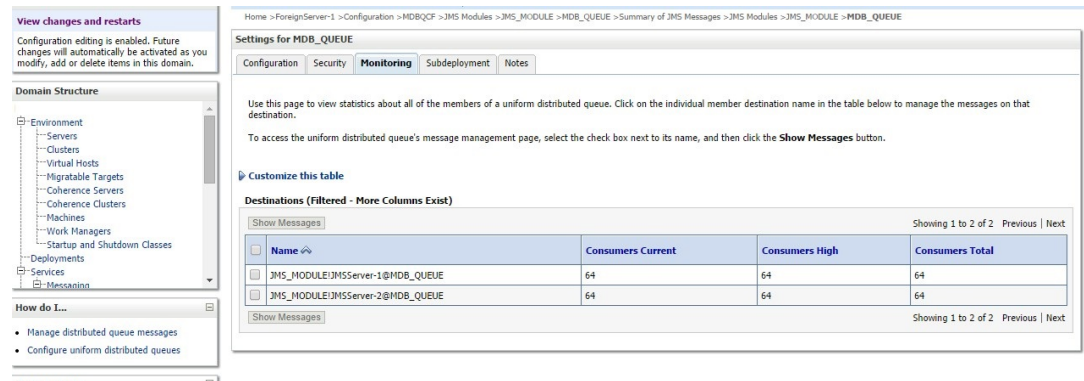 View changes and restarts
Configuration editing is enabled. Future
changes will automatically be activated as you
modify, add or delete items in this domain.
Domain Structure
Environment
Servers
Clusters
Virtual Hosts
Migratable Targets
Coherence Servers
Coherence Clusters
Machines
Work Managers
Startup and Shutdown Classes
Deployments
Services
Messaging
How do I...
Manage distributed queue messages
Configure uniform distributed queues
Home >ForeignServer-1 >Configuration >MDBQCF >JMS Modules >JMS_MODULE >MDB_QUEUE >Summary of JMS Messages >JMS Modules >JMS_MODULE >MDB_QUEUE
Settings for MDB_QUEUE
Configuration Security Monitoring Subdeployment Notes
Use this page to view statistics about all of the members of a uniform distributed queue. Click on the individual member destination name in the table below to manage the messages on that
destination.
To access the uniform distributed queue's message management page, select the check box next to its name, and then click the Show Messages button.
Customize this table
Destinations (Filtered - More Columns Exist)
Show Messages Showing 1 to 2 of 2 Previous | Next
Name Consumers Current Consumers High Consumers Total
JMS_MODULE!JMSServer-1@MDB_QUEUE 64 64 64
JMS_MODULE!JMSServer-2@MDB_QUEUE 64 64 64
Show Messages Showing 1 to 2 of 2 Previous | Next